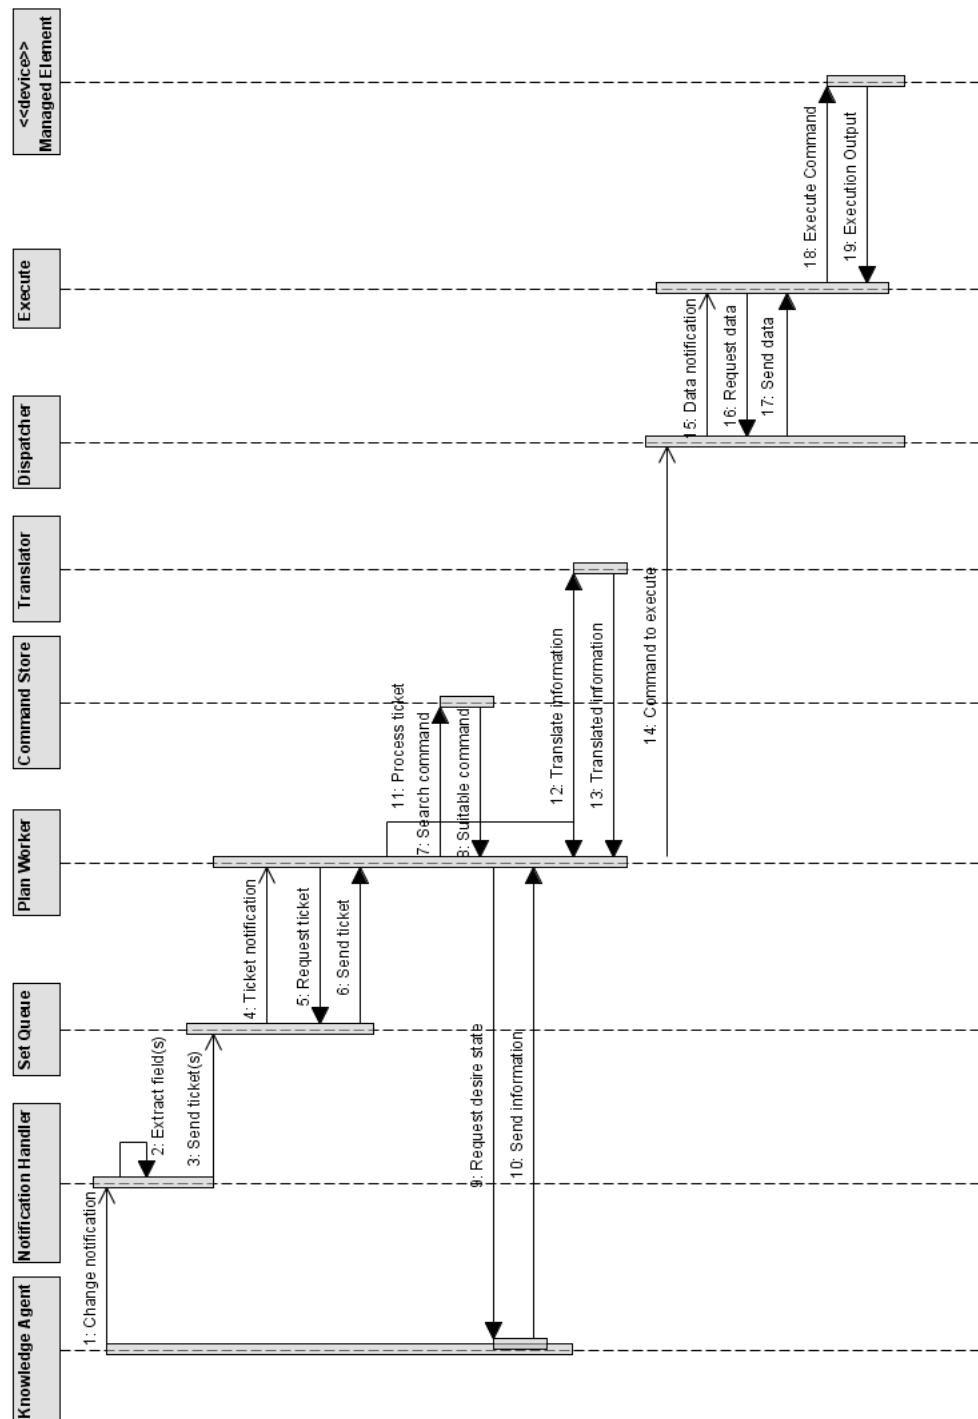 Knowledge Agent
Notification Handler
Set Queue
Plan Worker
Command Store
Translator
Dispatcher
Execute
<<device>>
Managed Element
1: Change notification
2: Extract field(s)
3: Send ticket(s)
4: Ticket notification
5: Request ticket
6: Send ticket
11: Process ticket
7: Search command
8: Suitable command
9: Request desire state
10: Send information
12: Translate information
13: Translated information
14: Command to execute
15: Data notification
16: Request data
17: Send data
18: Execute Command
19: Execution Output